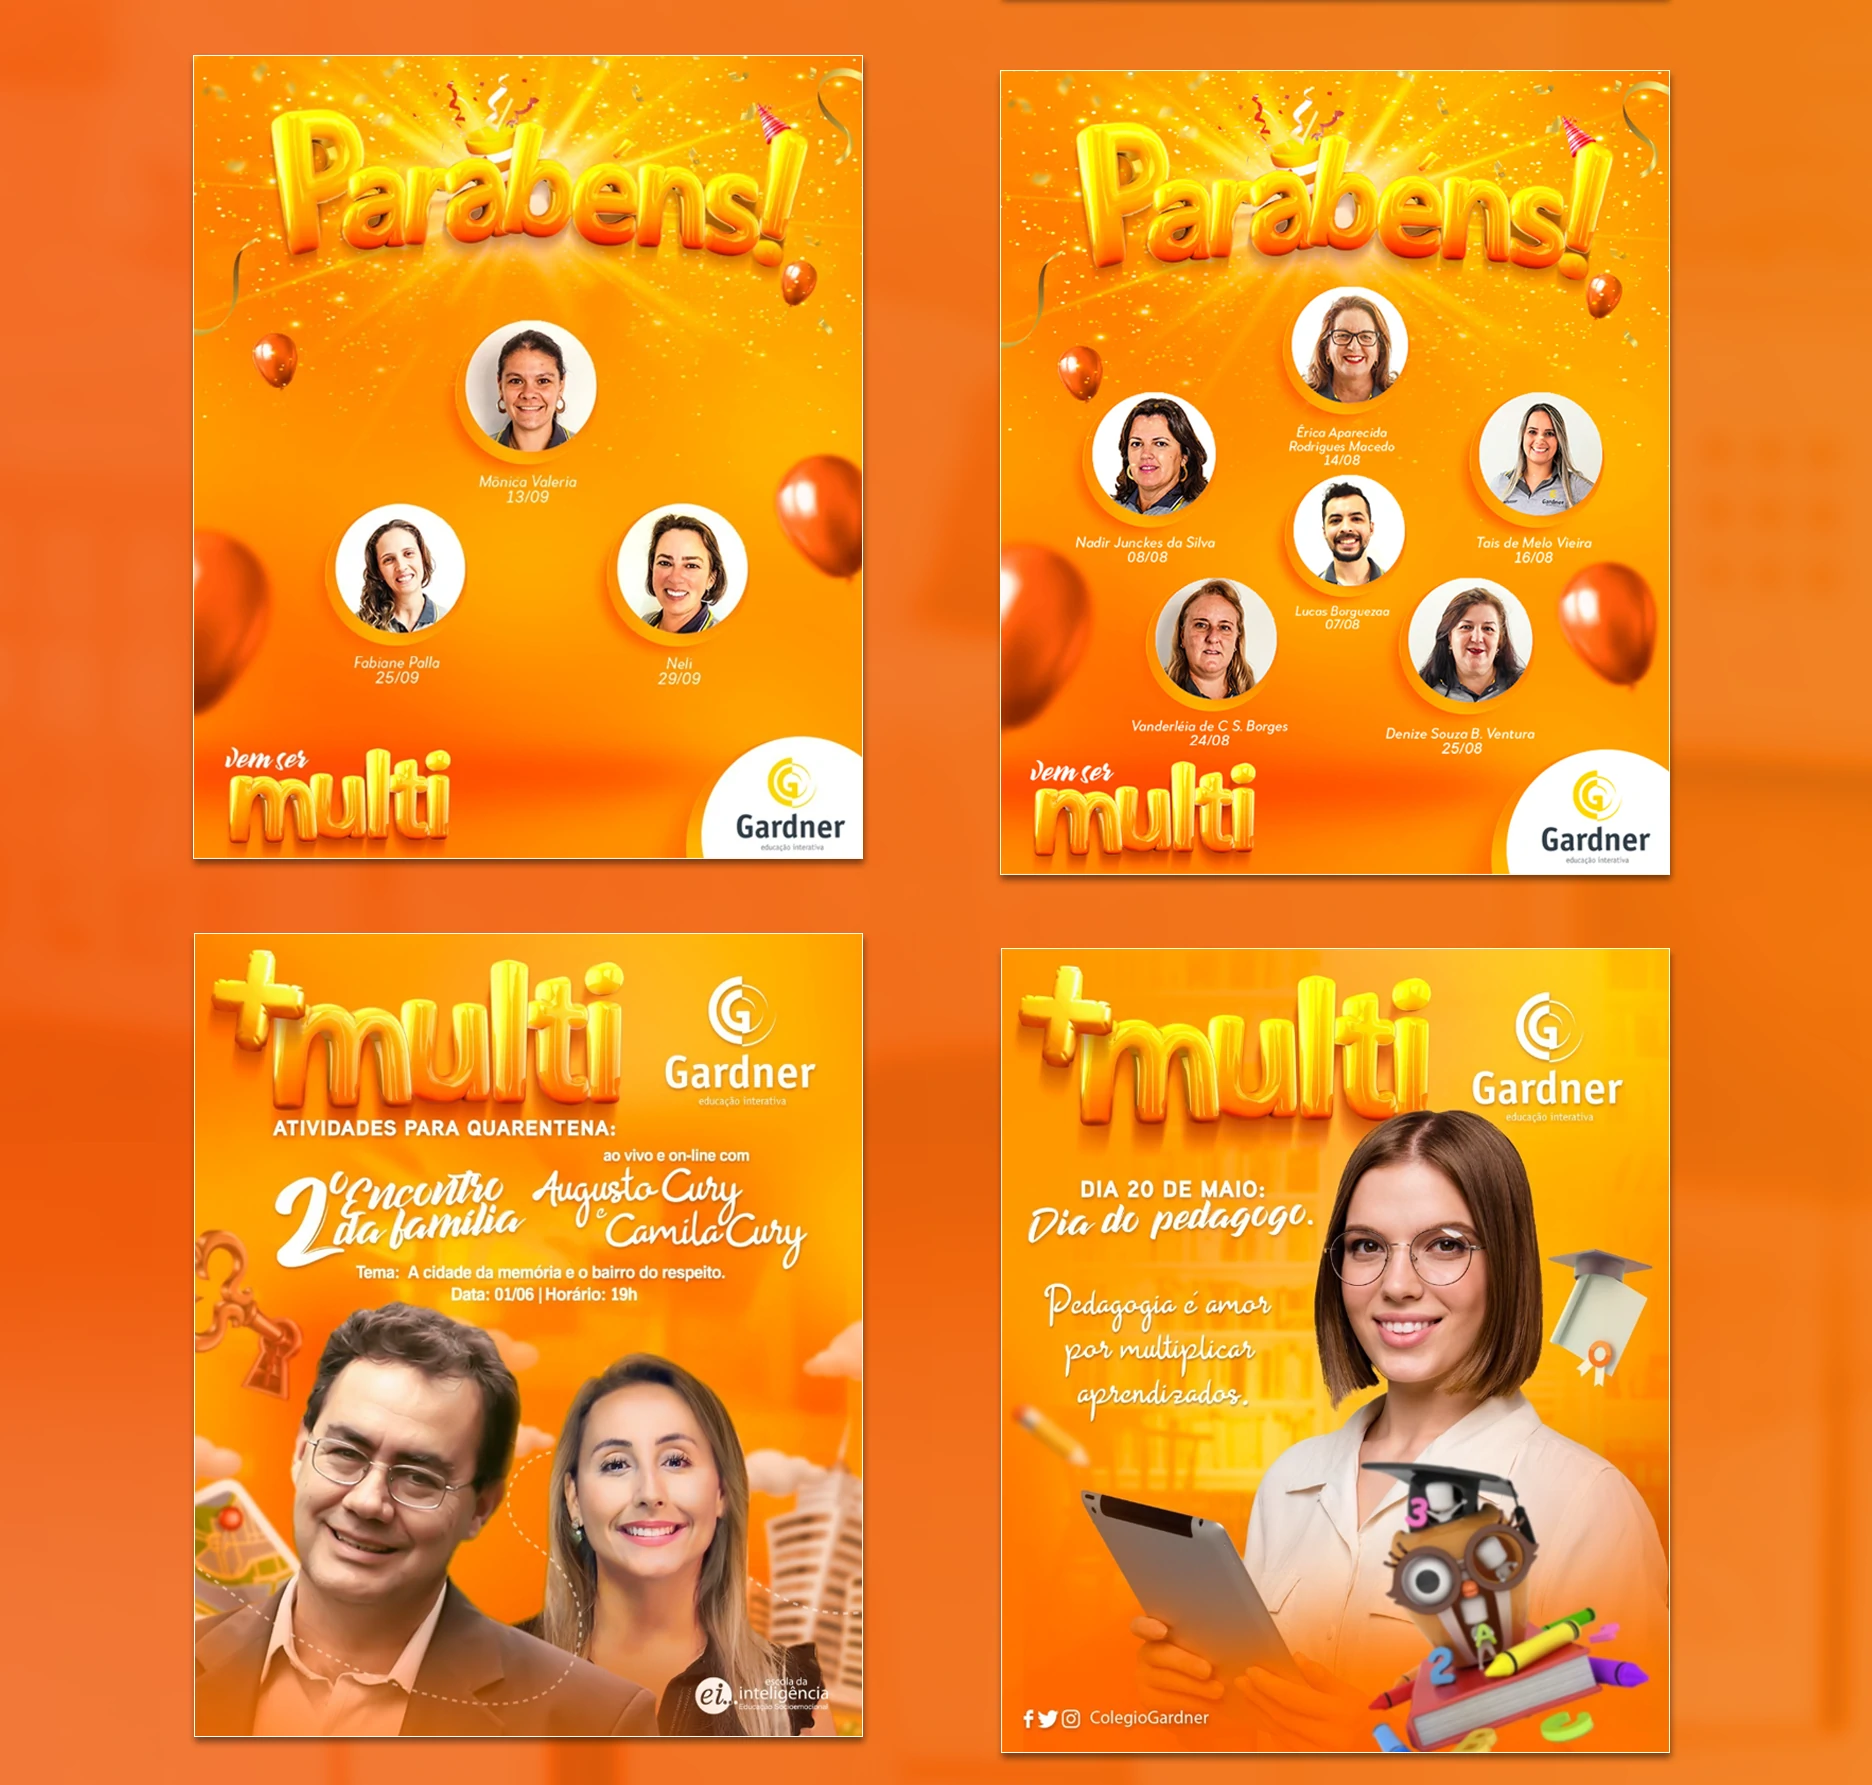 Parabéns!
Mônica Valeria
13/09
Fabiane Palla
25/09
Neli
29/09
vem ser
multi
Gardner
educação interativa
Parabéns!
Érica Aparecida
Rodrigues Macedo
14/08
Nadir Junckes da Silva
08/08
Tais de Melo Vieira
16/08
Lucas Borguezaa
07/08
Vanderléia de C S. Borges
24/08
Denize Souza B. Ventura
25/08
vem ser
multi
Gardner
educação interativa
+multi
Gardner
educação interativa
ATIVIDADES PARA QUARENTENA:
2º Encontro
da família
ao vivo e on-line com
Augusto Cury
e
Camila Cury
Tema: A cidade da memória e o bairro do respeito.
Data: 01/06 | Horário: 19h
ei...
escola da
inteligência
Educação Socioemocional
+multi
Gardner
educação interativa
DIA 20 DE MAIO:
Dia do pedagogo.
Pedagogia é amor
por multiplicar
aprendizados.
3
A
2
ColegioGardner